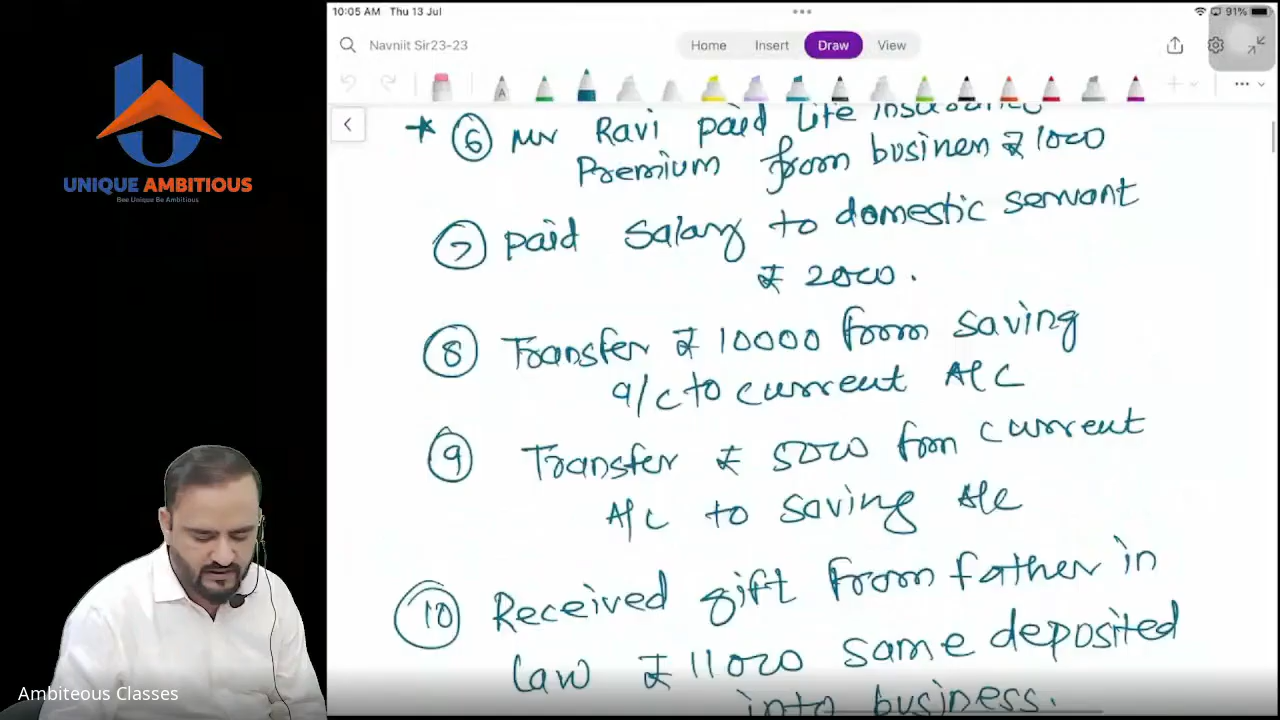 10:05 AM Thu 13 Jul
91%
Navniit Sir23-23
Home Insert Draw View
UNIQUE AMBITIOUS
Bee Unique Be Ambitious
A
* ⑥ Mr Ravi paid Life insurance
Premium from business ₹ 1000
⑦ paid salary to domestic servant
₹ 2000.
⑧ Transfer ₹ 10000 from saving
a/c to current A/C
⑨ Transfer ₹ 5000 from current
A/C to saving A/C
⑩ Received gift from father in
law ₹ 11000 same deposited
into business.
Ambiteous Classes